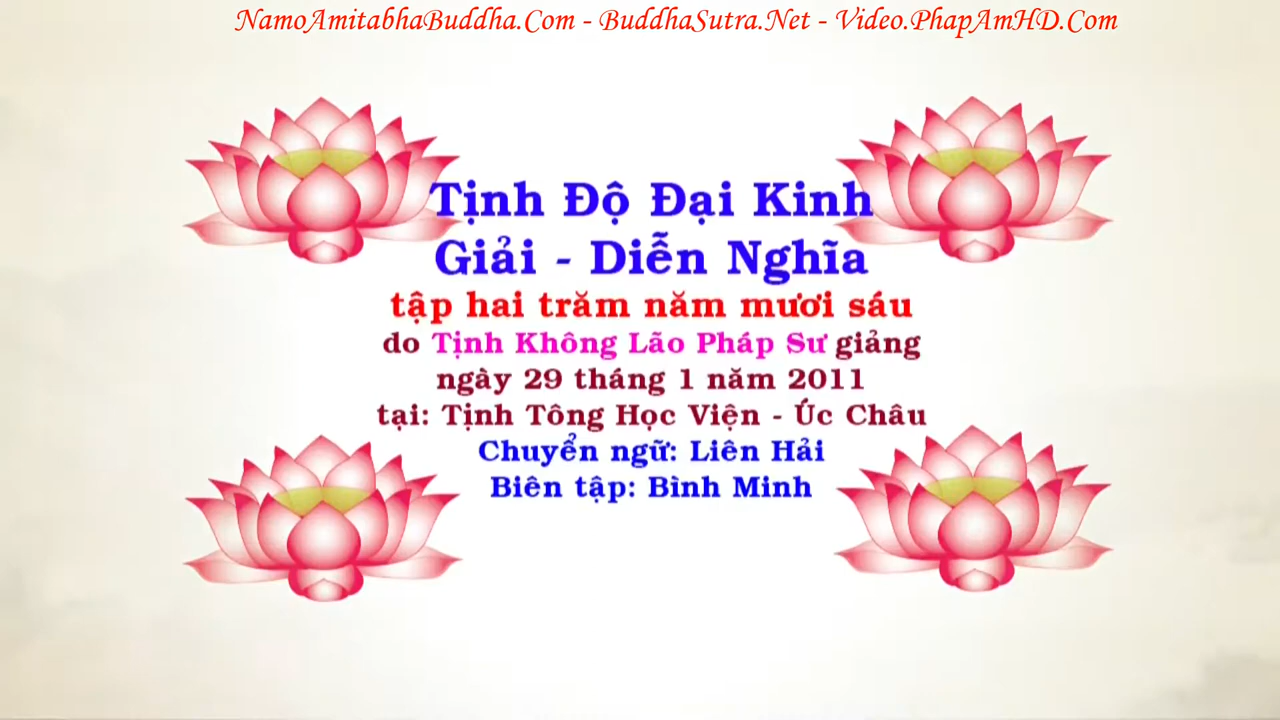 NamoAmitabhaBuddha.Com - BuddhaSutra.Net - Video.PhapAmHD.Com
Tịnh Độ Đại Kinh
Giải - Diễn Nghĩa
tập hai trăm năm mươi sáu
do Tịnh Không Lão Pháp Sư giảng
ngày 29 tháng 1 năm 2011
tại: Tịnh Tông Học Viện - Úc Châu
Chuyển ngữ: Liên Hải
Biên tập: Bình Minh